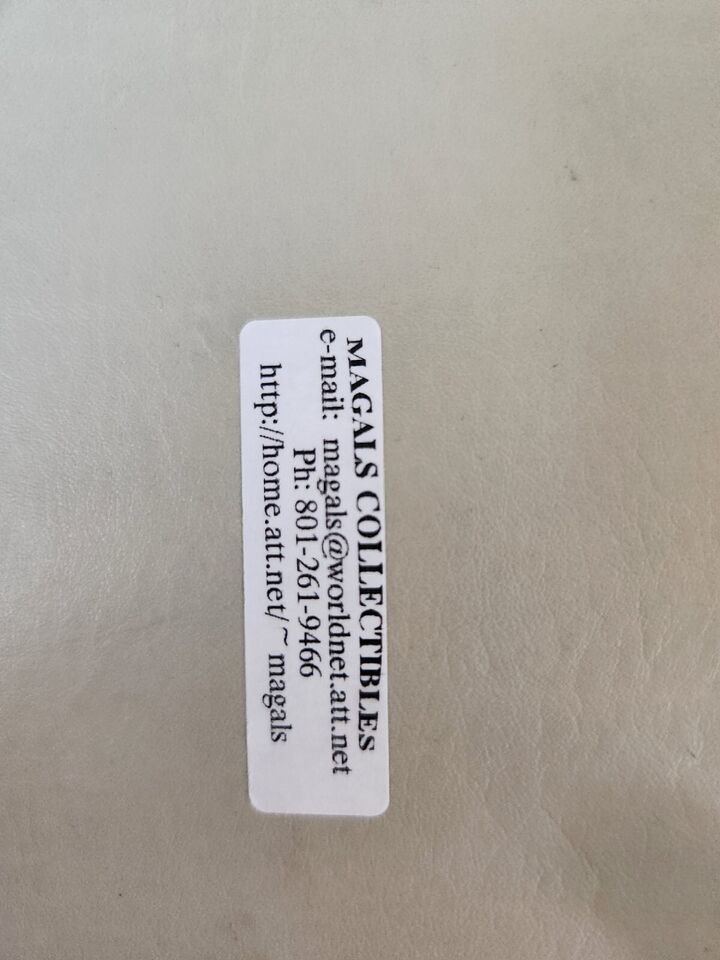 MAGALS COLLECTIBLES
e-mail: magals@worldnet.att.net
Ph: 801-261-9466
http://home.att.net/~magals